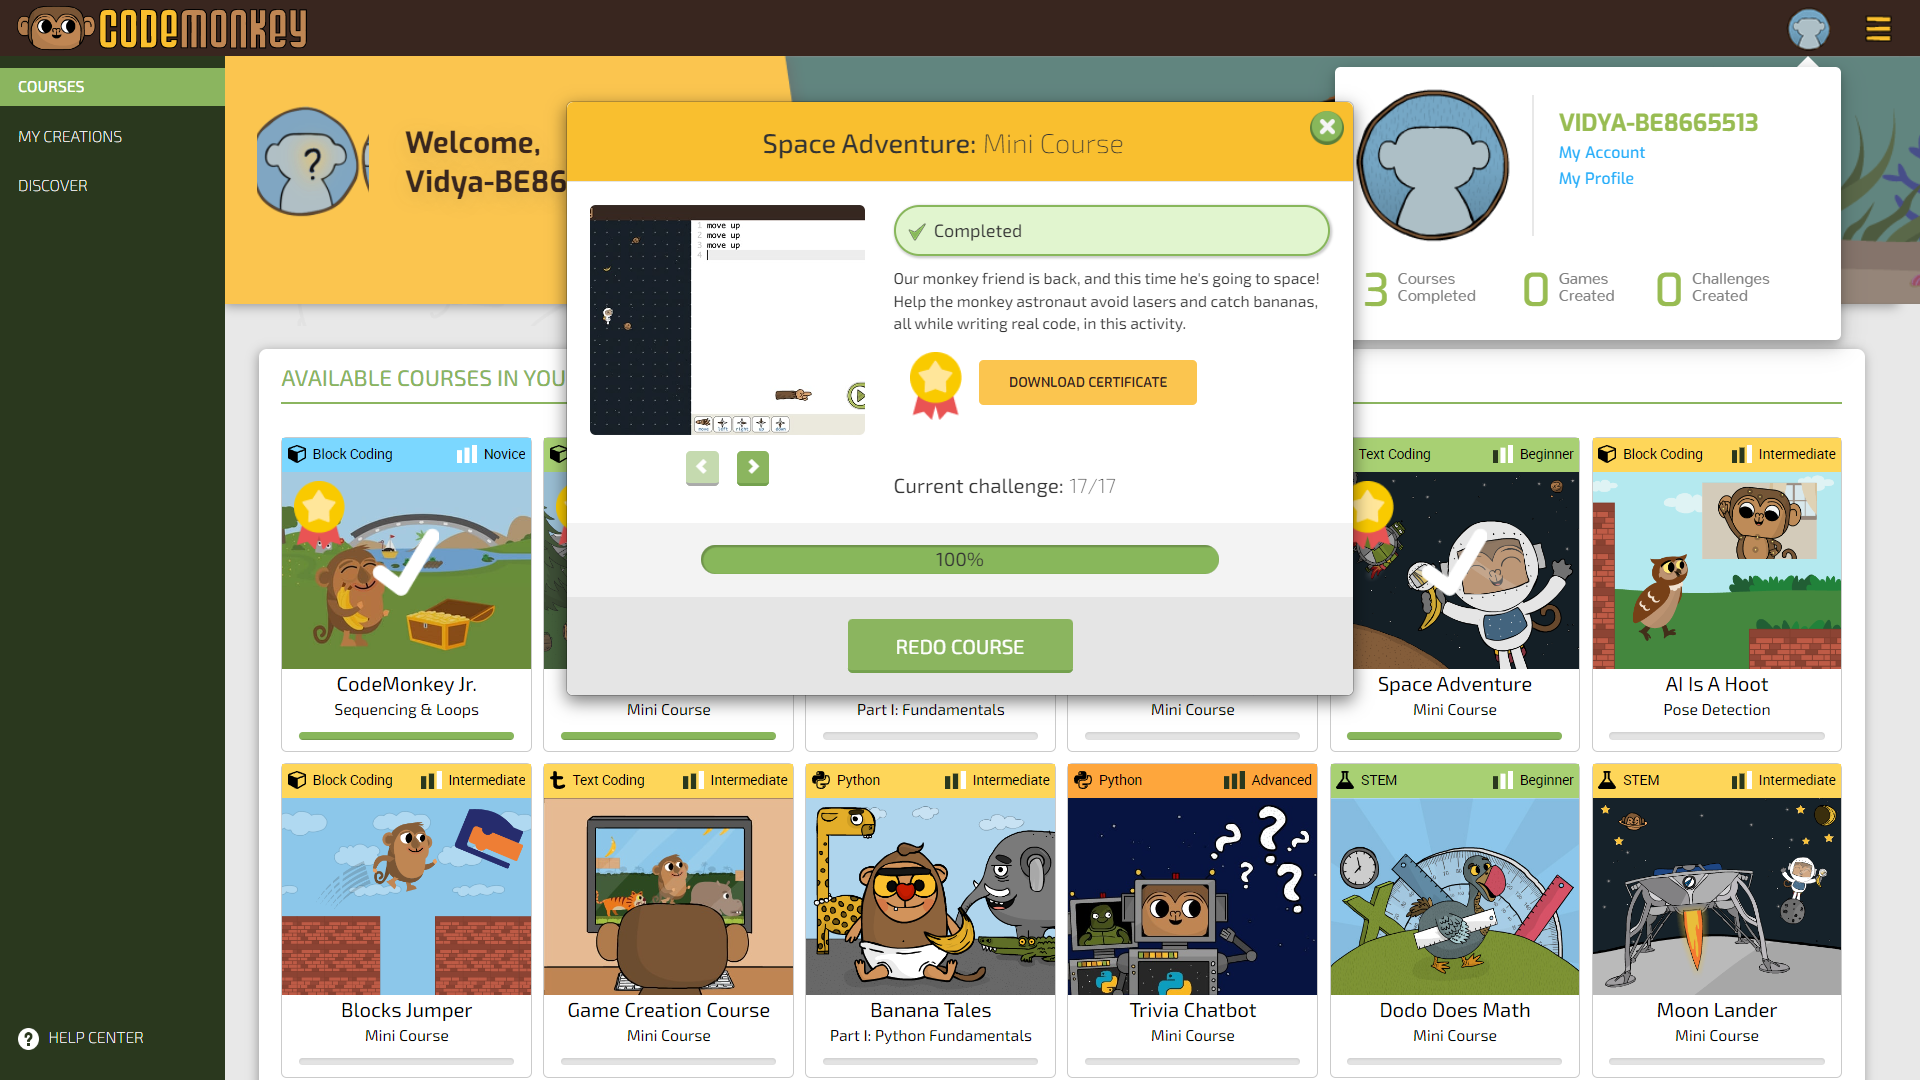 CODEMONKEY
COURSES
MY CREATIONS
DISCOVER
HELP CENTER
Welcome,
Vidya-BE86
VIDYA-BE8665513
My Account
My Profile
3 Courses Completed
0 Games Created
0 Challenges Created
Space Adventure: Mini Course
1 move up
2 move up
3 move up
4
Completed
Our monkey friend is back, and this time he's going to space!
Help the monkey astronaut avoid lasers and catch bananas,
all while writing real code, in this activity.
DOWNLOAD CERTIFICATE
Current challenge: 17/17
100%
REDO COURSE
AVAILABLE COURSES IN YOU
Block Coding Novice
CodeMonkey Jr.
Sequencing & Loops
Mini Course
Part I: Fundamentals
Mini Course
Text Coding Beginner
Space Adventure
Mini Course
Block Coding Intermediate
AI Is A Hoot
Pose Detection
Block Coding Intermediate
Blocks Jumper
Mini Course
Text Coding Intermediate
Game Creation Course
Mini Course
Python Intermediate
Banana Tales
Part I: Python Fundamentals
Python Advanced
Trivia Chatbot
Mini Course
STEM Beginner
Dodo Does Math
Mini Course
STEM Intermediate
Moon Lander
Mini Course